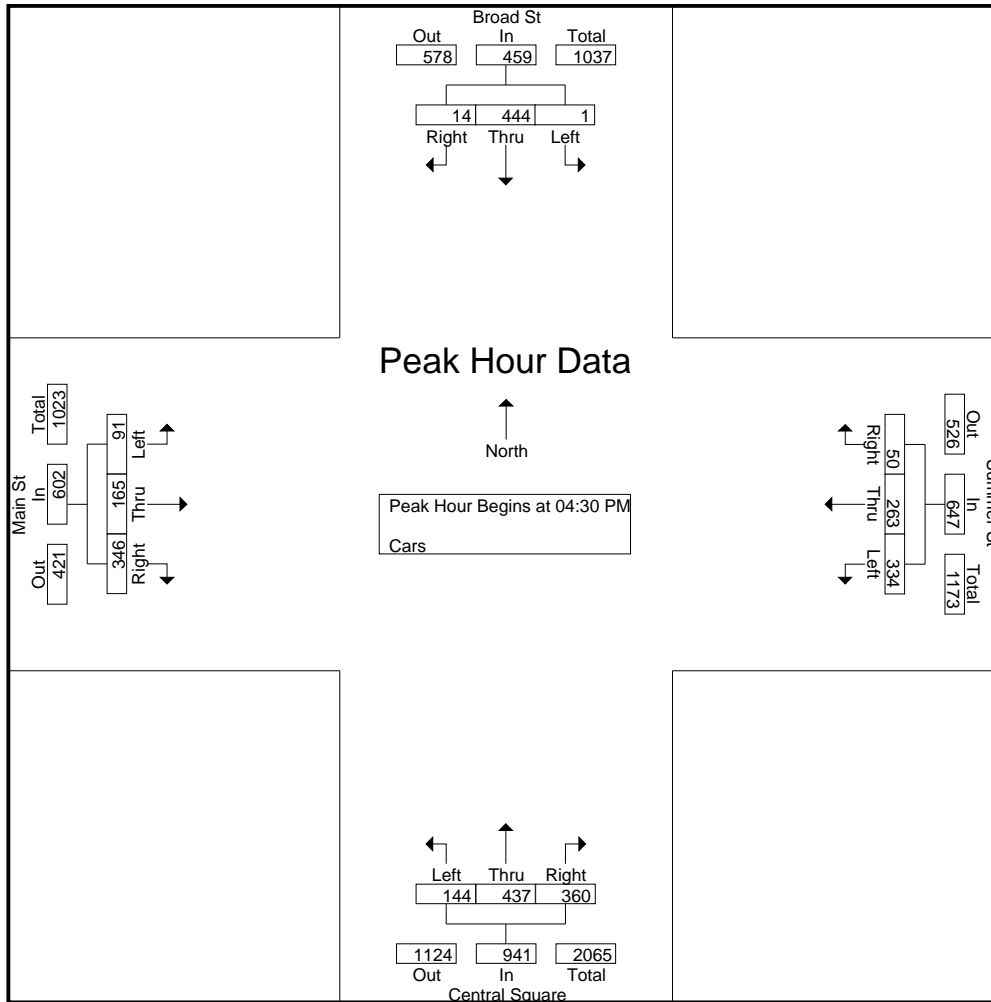 Broad St
Out In Total
578 459 1037
14 444 1
Right Thru Left
Peak Hour Data
North
Peak Hour Begins at 04:30 PM
Cars
Main St
Total In Out
1023 602 421
91 165 346
Left Thru Right
Out In Total
526 647 1173
50 263 334
Right Thru Left
Left Thru Right
144 437 360
1124 941 2065
Out In Total
Central Square